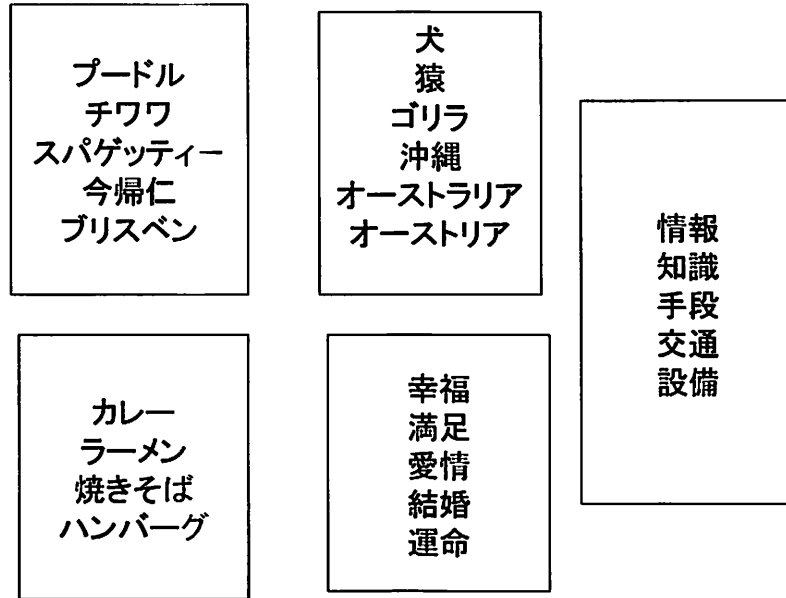 プードル
チワワ
スパゲッティー
今帰仁
ブリスベン
犬
猿
ゴリラ
沖縄
オーストラリア
オーストリア
情報
知識
手段
交通
設備
カレー
ラーメン
焼きそば
ハンバーグ
幸福
満足
愛情
結婚
運命